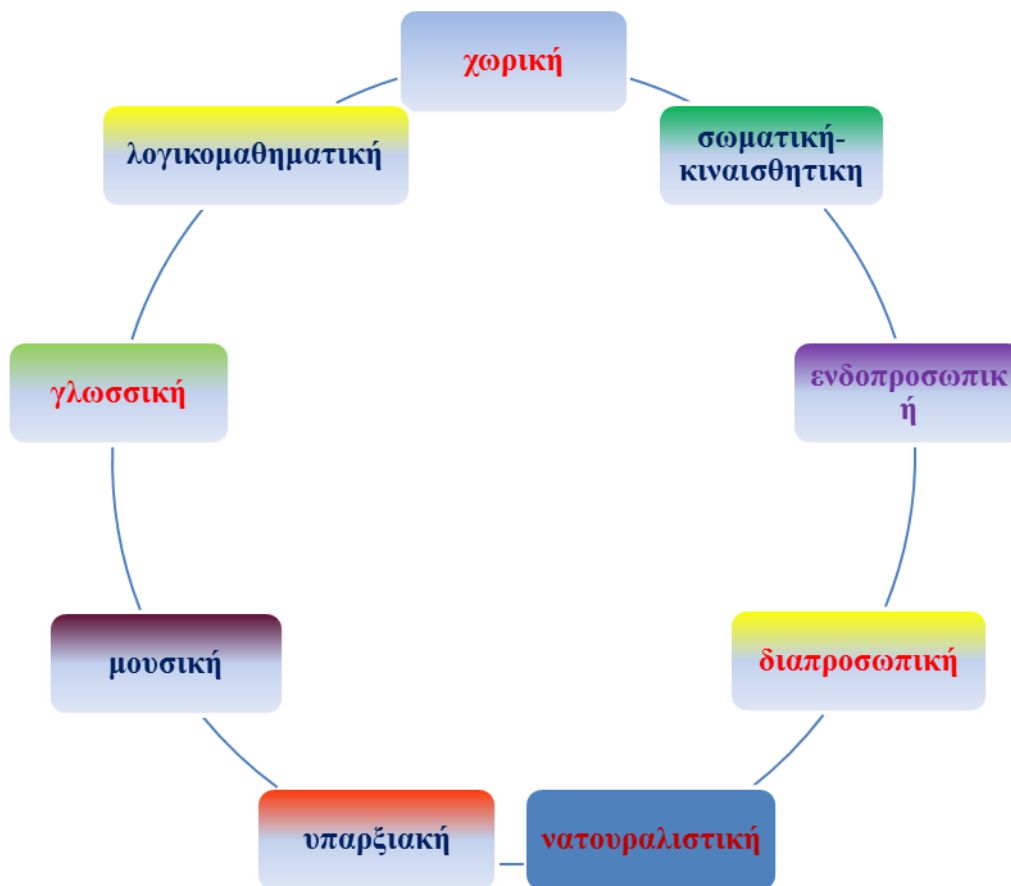 χωρική
σωματική-
κιναισθητικη
ενδοπροσωπικ
ή
διαπροσωπική
νατουραλιστική
υπαρξιακή
μουσική
γλωσσική
λογικομαθηματική